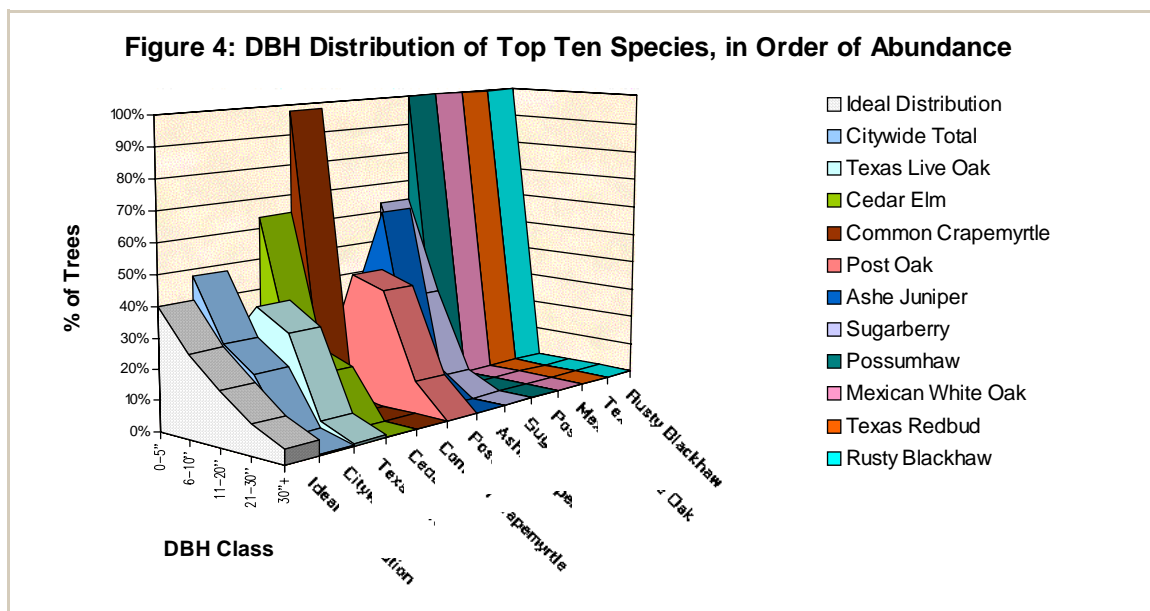 Figure 4: DBH Distribution of Top Ten Species, in Order of Abundance
100%
90%
80%
70%
60%
50%
40%
30%
20%
10%
0%
% of Trees
0-5"
6-10"
11-20"
21-30"
30"+
DBH Class
Rusty Blackhaw
Oak
Ideal Distribution
Citywide Total
Texas Live Oak
Cedar Elm
Common Crapemyrtle
Post Oak
Ashe Juniper
Sugarberry
Possumhaw
Mexican White Oak
Texas Redbud
Rusty Blackhaw